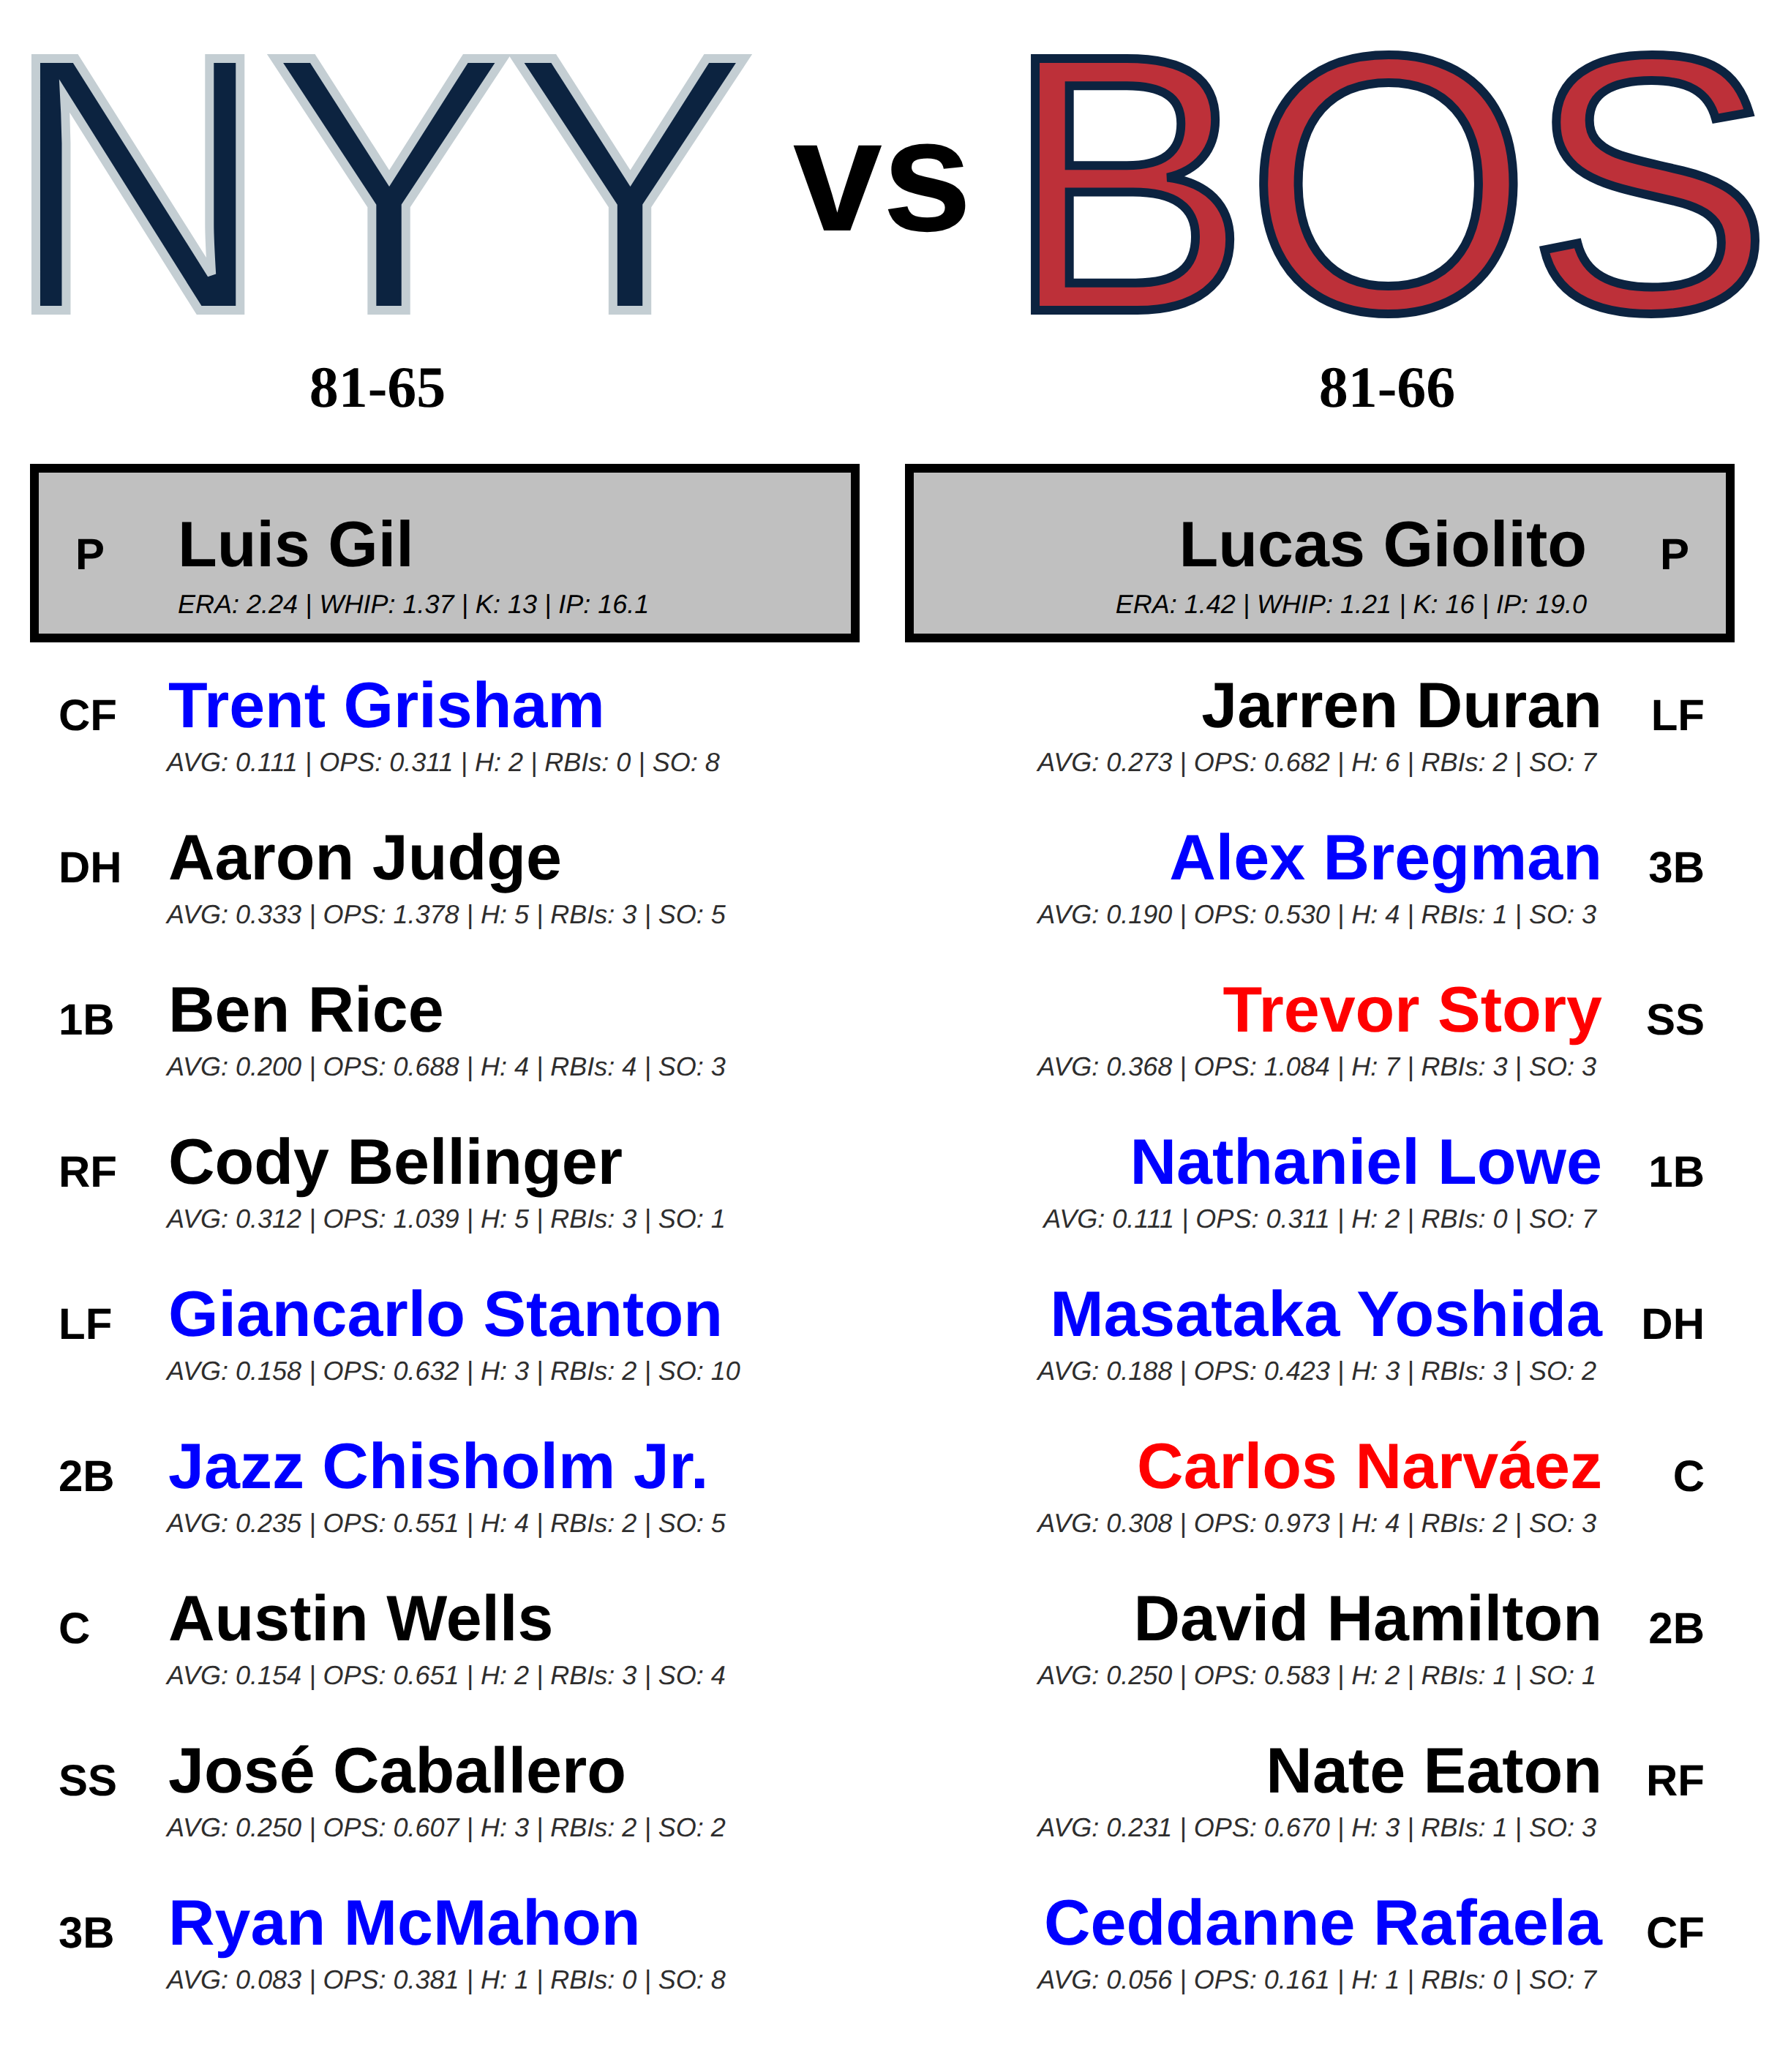 NYY vs BOS
81-65 81-66
P Luis Gil
ERA: 2.24 | WHIP: 1.37 | K: 13 | IP: 16.1
Lucas Giolito P
ERA: 1.42 | WHIP: 1.21 | K: 16 | IP: 19.0
CF Trent Grisham
AVG: 0.111 | OPS: 0.311 | H: 2 | RBIs: 0 | SO: 8
DH Aaron Judge
AVG: 0.333 | OPS: 1.378 | H: 5 | RBIs: 3 | SO: 5
1B Ben Rice
AVG: 0.200 | OPS: 0.688 | H: 4 | RBIs: 4 | SO: 3
RF Cody Bellinger
AVG: 0.312 | OPS: 1.039 | H: 5 | RBIs: 3 | SO: 1
LF Giancarlo Stanton
AVG: 0.158 | OPS: 0.632 | H: 3 | RBIs: 2 | SO: 10
2B Jazz Chisholm Jr.
AVG: 0.235 | OPS: 0.551 | H: 4 | RBIs: 2 | SO: 5
C Austin Wells
AVG: 0.154 | OPS: 0.651 | H: 2 | RBIs: 3 | SO: 4
SS José Caballero
AVG: 0.250 | OPS: 0.607 | H: 3 | RBIs: 2 | SO: 2
3B Ryan McMahon
AVG: 0.083 | OPS: 0.381 | H: 1 | RBIs: 0 | SO: 8
Jarren Duran LF
AVG: 0.273 | OPS: 0.682 | H: 6 | RBIs: 2 | SO: 7
Alex Bregman 3B
AVG: 0.190 | OPS: 0.530 | H: 4 | RBIs: 1 | SO: 3
Trevor Story SS
AVG: 0.368 | OPS: 1.084 | H: 7 | RBIs: 3 | SO: 3
Nathaniel Lowe 1B
AVG: 0.111 | OPS: 0.311 | H: 2 | RBIs: 0 | SO: 7
Masataka Yoshida DH
AVG: 0.188 | OPS: 0.423 | H: 3 | RBIs: 3 | SO: 2
Carlos Narváez C
AVG: 0.308 | OPS: 0.973 | H: 4 | RBIs: 2 | SO: 3
David Hamilton 2B
AVG: 0.250 | OPS: 0.583 | H: 2 | RBIs: 1 | SO: 1
Nate Eaton RF
AVG: 0.231 | OPS: 0.670 | H: 3 | RBIs: 1 | SO: 3
Ceddanne Rafaela CF
AVG: 0.056 | OPS: 0.161 | H: 1 | RBIs: 0 | SO: 7